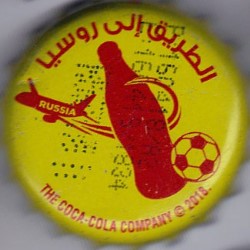 الطريق إلى روسيا
RUSSIA
THE COCA-COLA COMPANY © 2018.